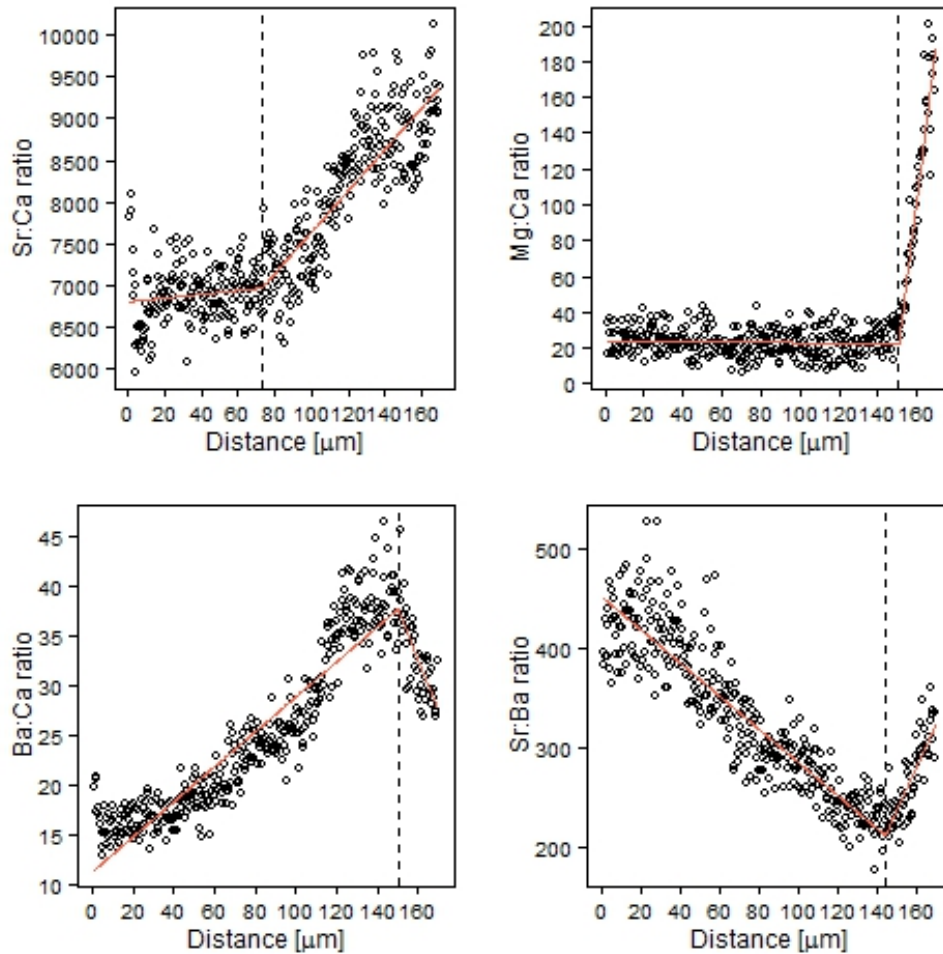 10000
9500
9000
8500
8000
7500
7000
6500
6000
Sr:Ca ratio
0 20 40 60 80 100 120 140 160
Distance [μm]
200
180
160
140
120
100
80
60
40
20
0
Mg:Ca ratio
0 20 40 60 80 100 120 140 160
Distance [μm]
45
40
35
30
25
20
15
10
Ba:Ca ratio
0 20 40 60 80 100 120 140 160
Distance [μm]
500
400
300
200
Sr:Ba ratio
0 20 40 60 80 100 120 140 160
Distance [μm]